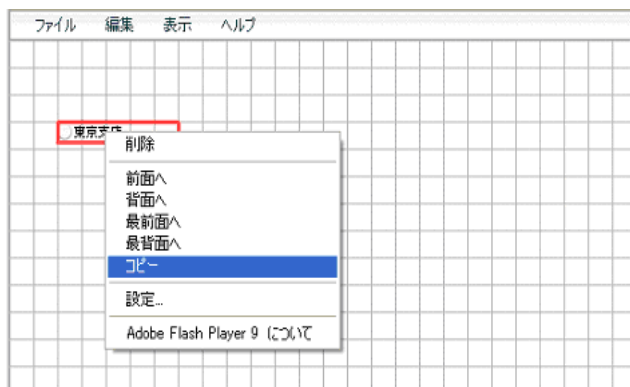 ファイル 編集 表示 ヘルプ
東京支店
削除
前面へ
背面へ
最前面へ
最背面へ
コピー
設定...
Adobe Flash Player 9 について